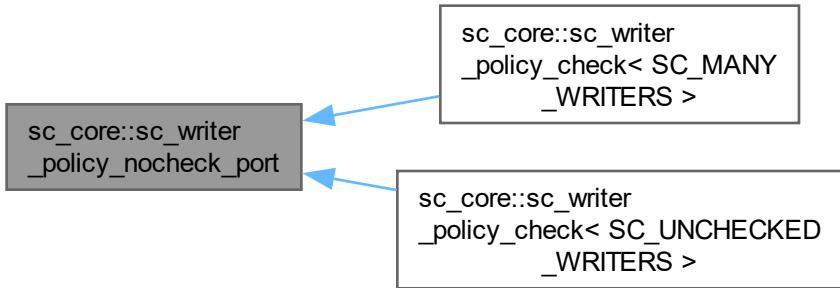 sc_core::sc_writer
_policy_nocheck_port
sc_core::sc_writer
_policy_check< SC_MANY
_WRITERS >
sc_core::sc_writer
_policy_check< SC_UNCHECKED
_WRITERS >